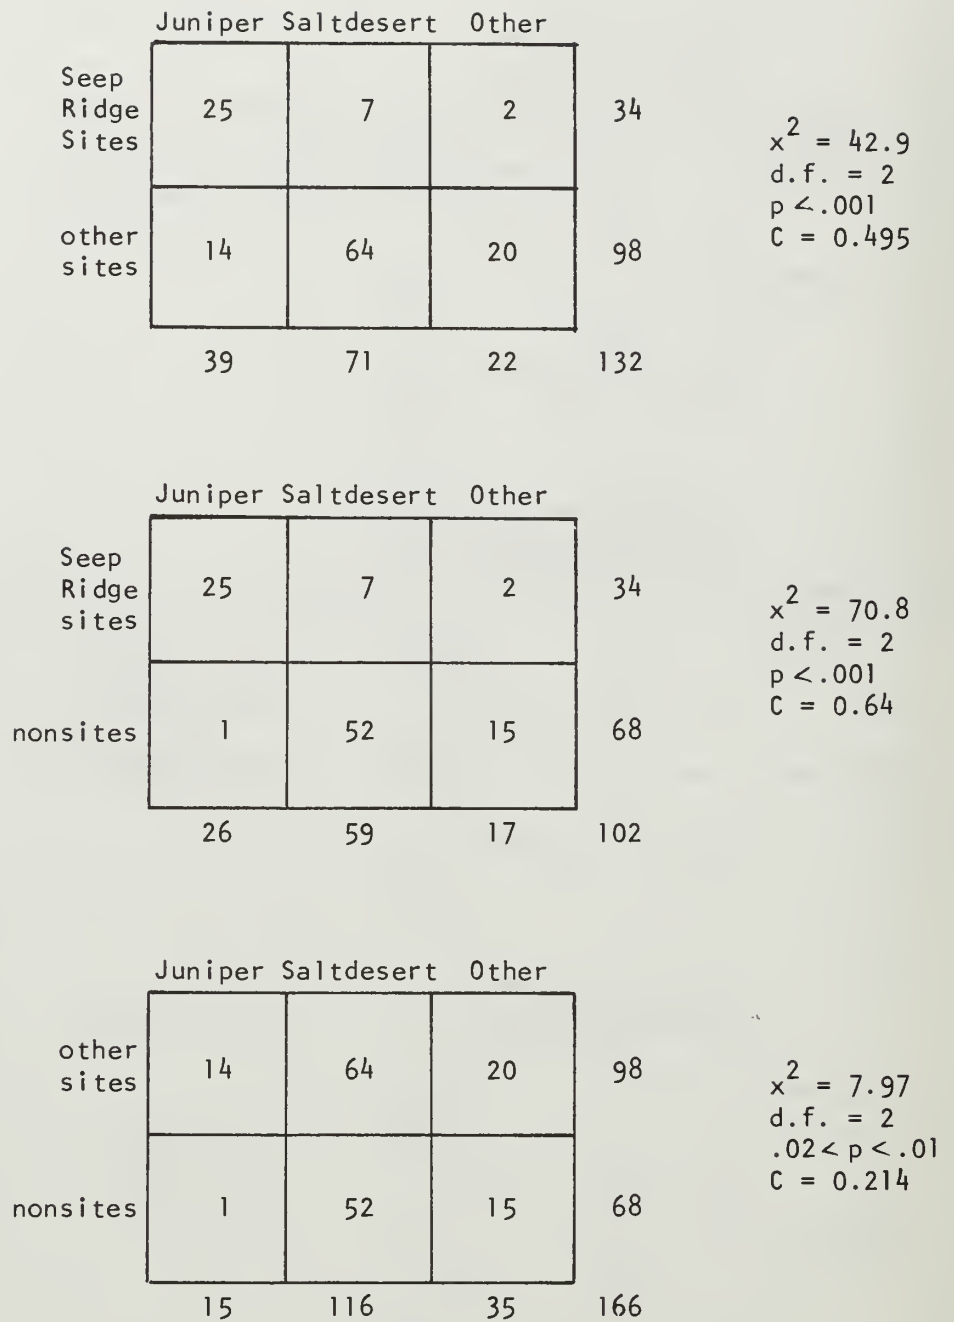 Juniper Saltdesert Other
Seep
Ridge
Sites
25 7 2 34
other
sites
14 64 20 98
39 71 22 132
x² = 42.9
d.f. = 2
p <.001
C = 0.495
Juniper Saltdesert Other
Seep
Ridge
sites
25 7 2 34
nonsites 1 52 15 68
26 59 17 102
x² = 70.8
d.f. = 2
p <.001
C = 0.64
Juniper Saltdesert Other
other
sites
14 64 20 98
nonsites 1 52 15 68
15 116 35 166
x² = 7.97
d.f. = 2
.02< p <.01
C = 0.214